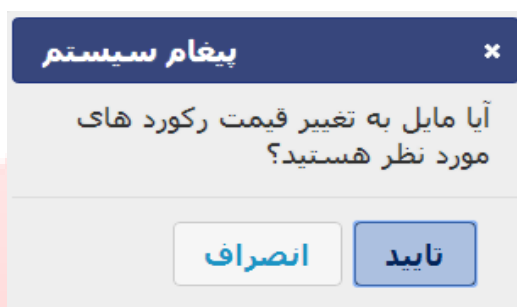 پیغام سیستم
آیا مایل به تغییر قیمت رکورد های
مورد نظر هستید؟
تایید
انصراف